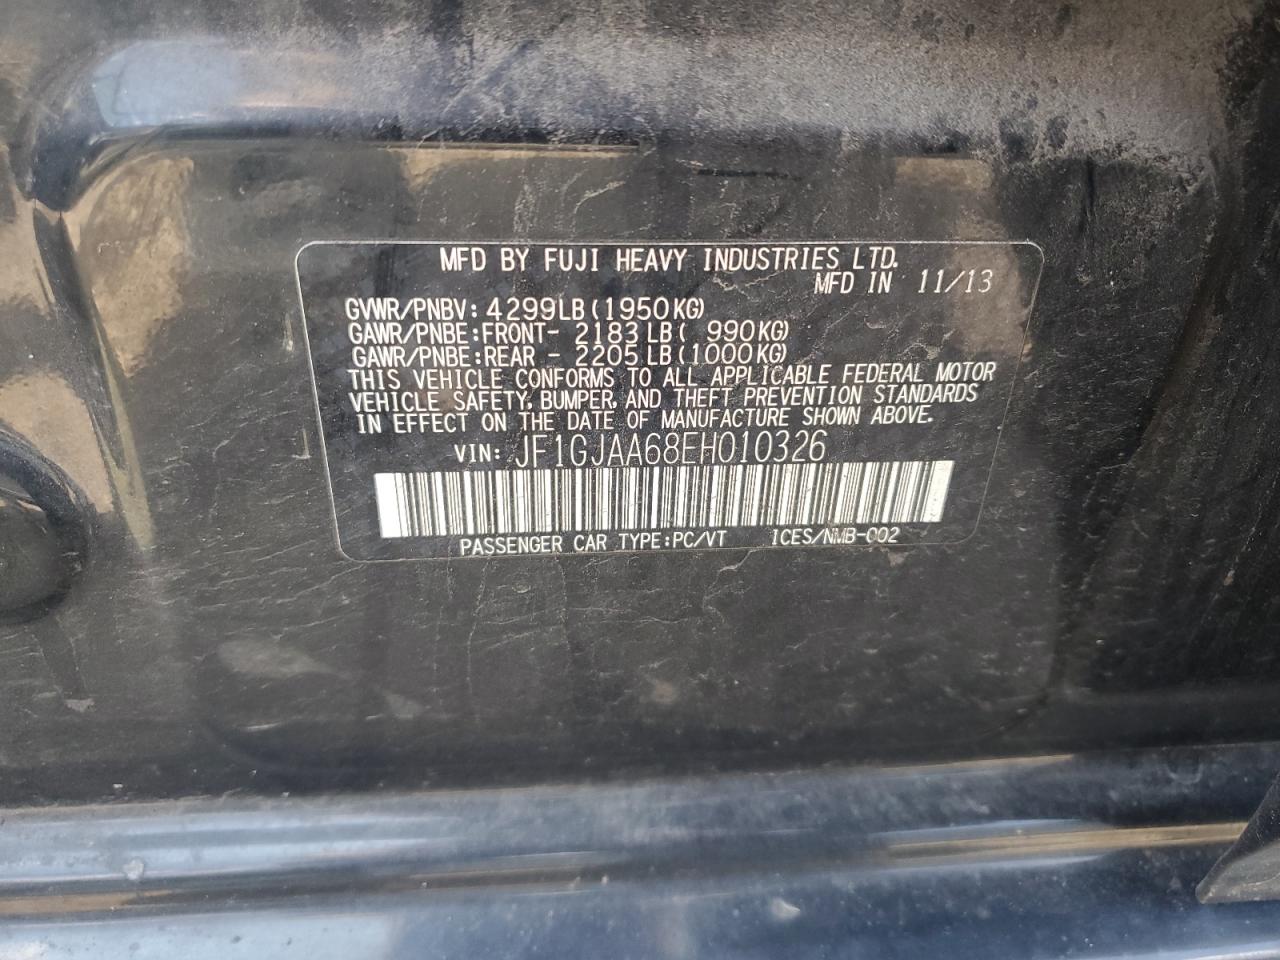 MFD BY FUJI HEAVY INDUSTRIES LTD.
MFD IN 11/13
GVWR/PNBV: 4299LB (1950KG)
GAWR/PNBE:FRONT- 2183 LB ( 990KG)
GAWR/PNBE:REAR - 2205 LB (1000KG)
THIS VEHICLE CONFORMS TO ALL APPLICABLE FEDERAL MOTOR
VEHICLE SAFETY, BUMPER, AND THEFT PREVENTION STANDARDS
IN EFFECT ON THE DATE OF MANUFACTURE SHOWN ABOVE.
VIN: JF1GJAA68EH010326
PASSENGER CAR TYPE:PC/VT ICES/NMB-002